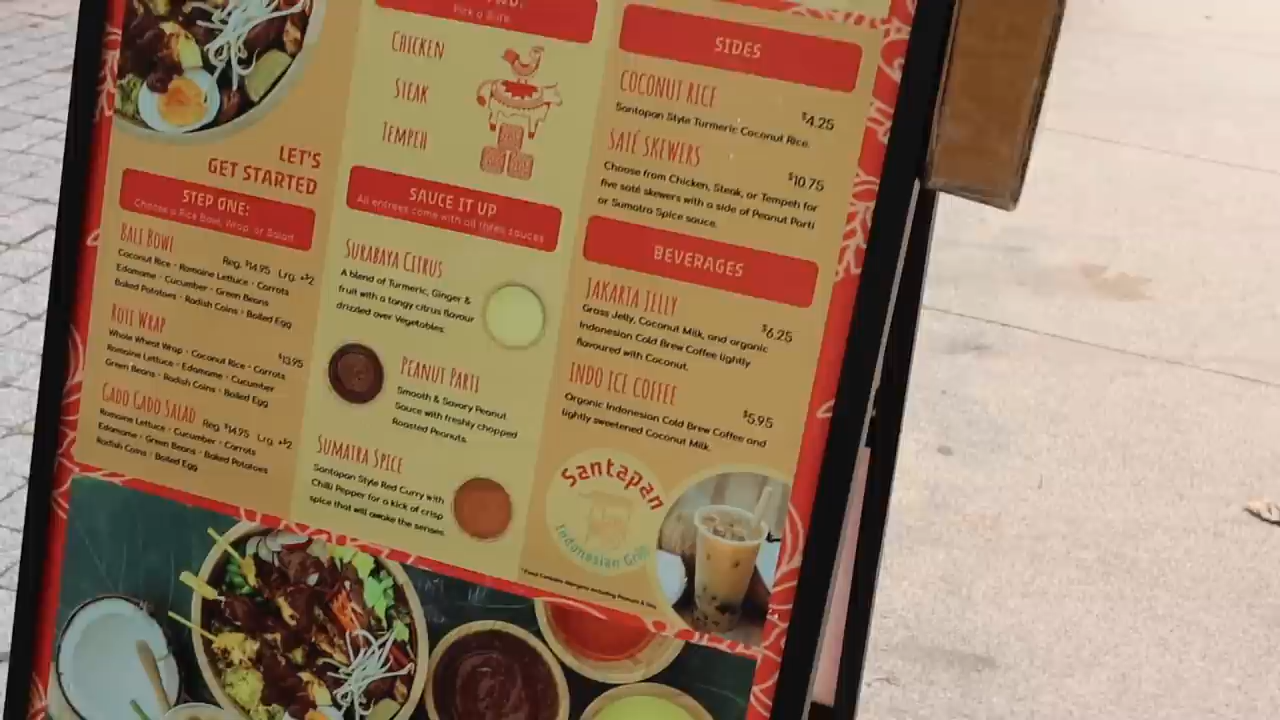 LET'S
GET STARTED
STEP ONE:
Choose a Rice Bowl, Wrap, or Salad
BALI BOWL
Reg. $14.95 Lrg. +$2
Coconut Rice • Romaine Lettuce • Carrots
Edamame • Cucumber • Green Beans
Baked Potatoes • Radish Coins • Boiled Egg
ROTI WRAP
$13.95
Whole Wheat Wrap • Coconut Rice • Carrots
Romaine Lettuce • Edamame • Cucumber
Green Beans • Radish Coins • Boiled Egg
GADO GADO SALAD Reg. $14.95 Lrg. +$2
Romaine Lettuce • Cucumber • Carrots
Edamame • Green Beans • Baked Potatoes
Radish Coins • Boiled Egg
Pick a
CHICKEN
STEAK
TEMPEH
SAUCE IT UP
All entrées come with all three sauces
SURABAYA CITRUS
A blend of Turmeric, Ginger &
fruit with a tangy citrus flavour
drizzled over Vegetables.
PEANUT PARTI
Smooth & Savory Peanut
Sauce with freshly chopped
Roasted Peanuts.
SUMATRA SPICE
Santapan Style Red Curry with
Chilli Pepper for a kick of crisp
spice that will awake the senses.
SIDES
COCONUT RICE
$4.25
Santapan Style Turmeric Coconut Rice.
SATÉ SKEWERS
$10.75
Choose from Chicken, Steak, or Tempeh for
five saté skewers with a side of Peanut Parti
or Sumatra Spice sauce.
BEVERAGES
JAKARTA JELLY
$6.25
Grass Jelly, Coconut Milk, and organic
Indonesian Cold Brew Coffee lightly
flavoured with Coconut.
INDO ICE COFFEE
$5.95
Organic Indonesian Cold Brew Coffee and
lightly sweetened Coconut Milk.
Santapan
Indonesian Grill
*Food Contains Allergens Including Peanuts &